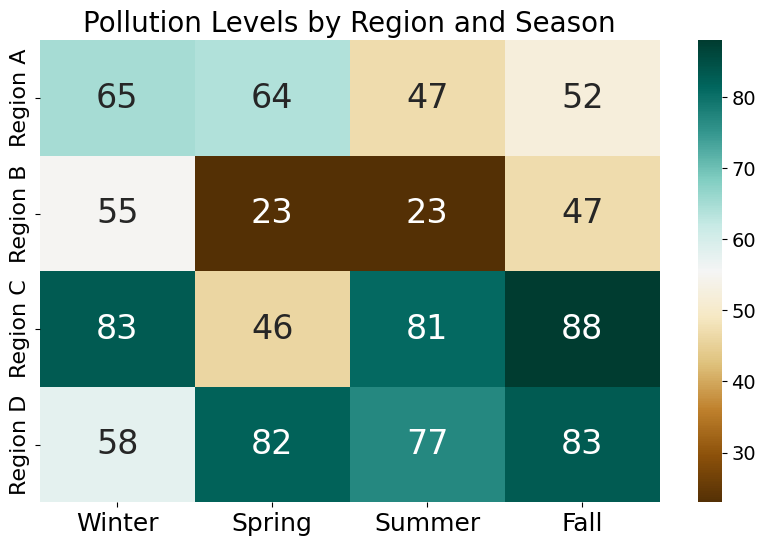 Pollution Levels by Region and Season
Region A 65 64 47 52
Region B 55 23 23 47
Region C 83 46 81 88
Region D 58 82 77 83
Winter Spring Summer Fall
80
70
60
50
40
30